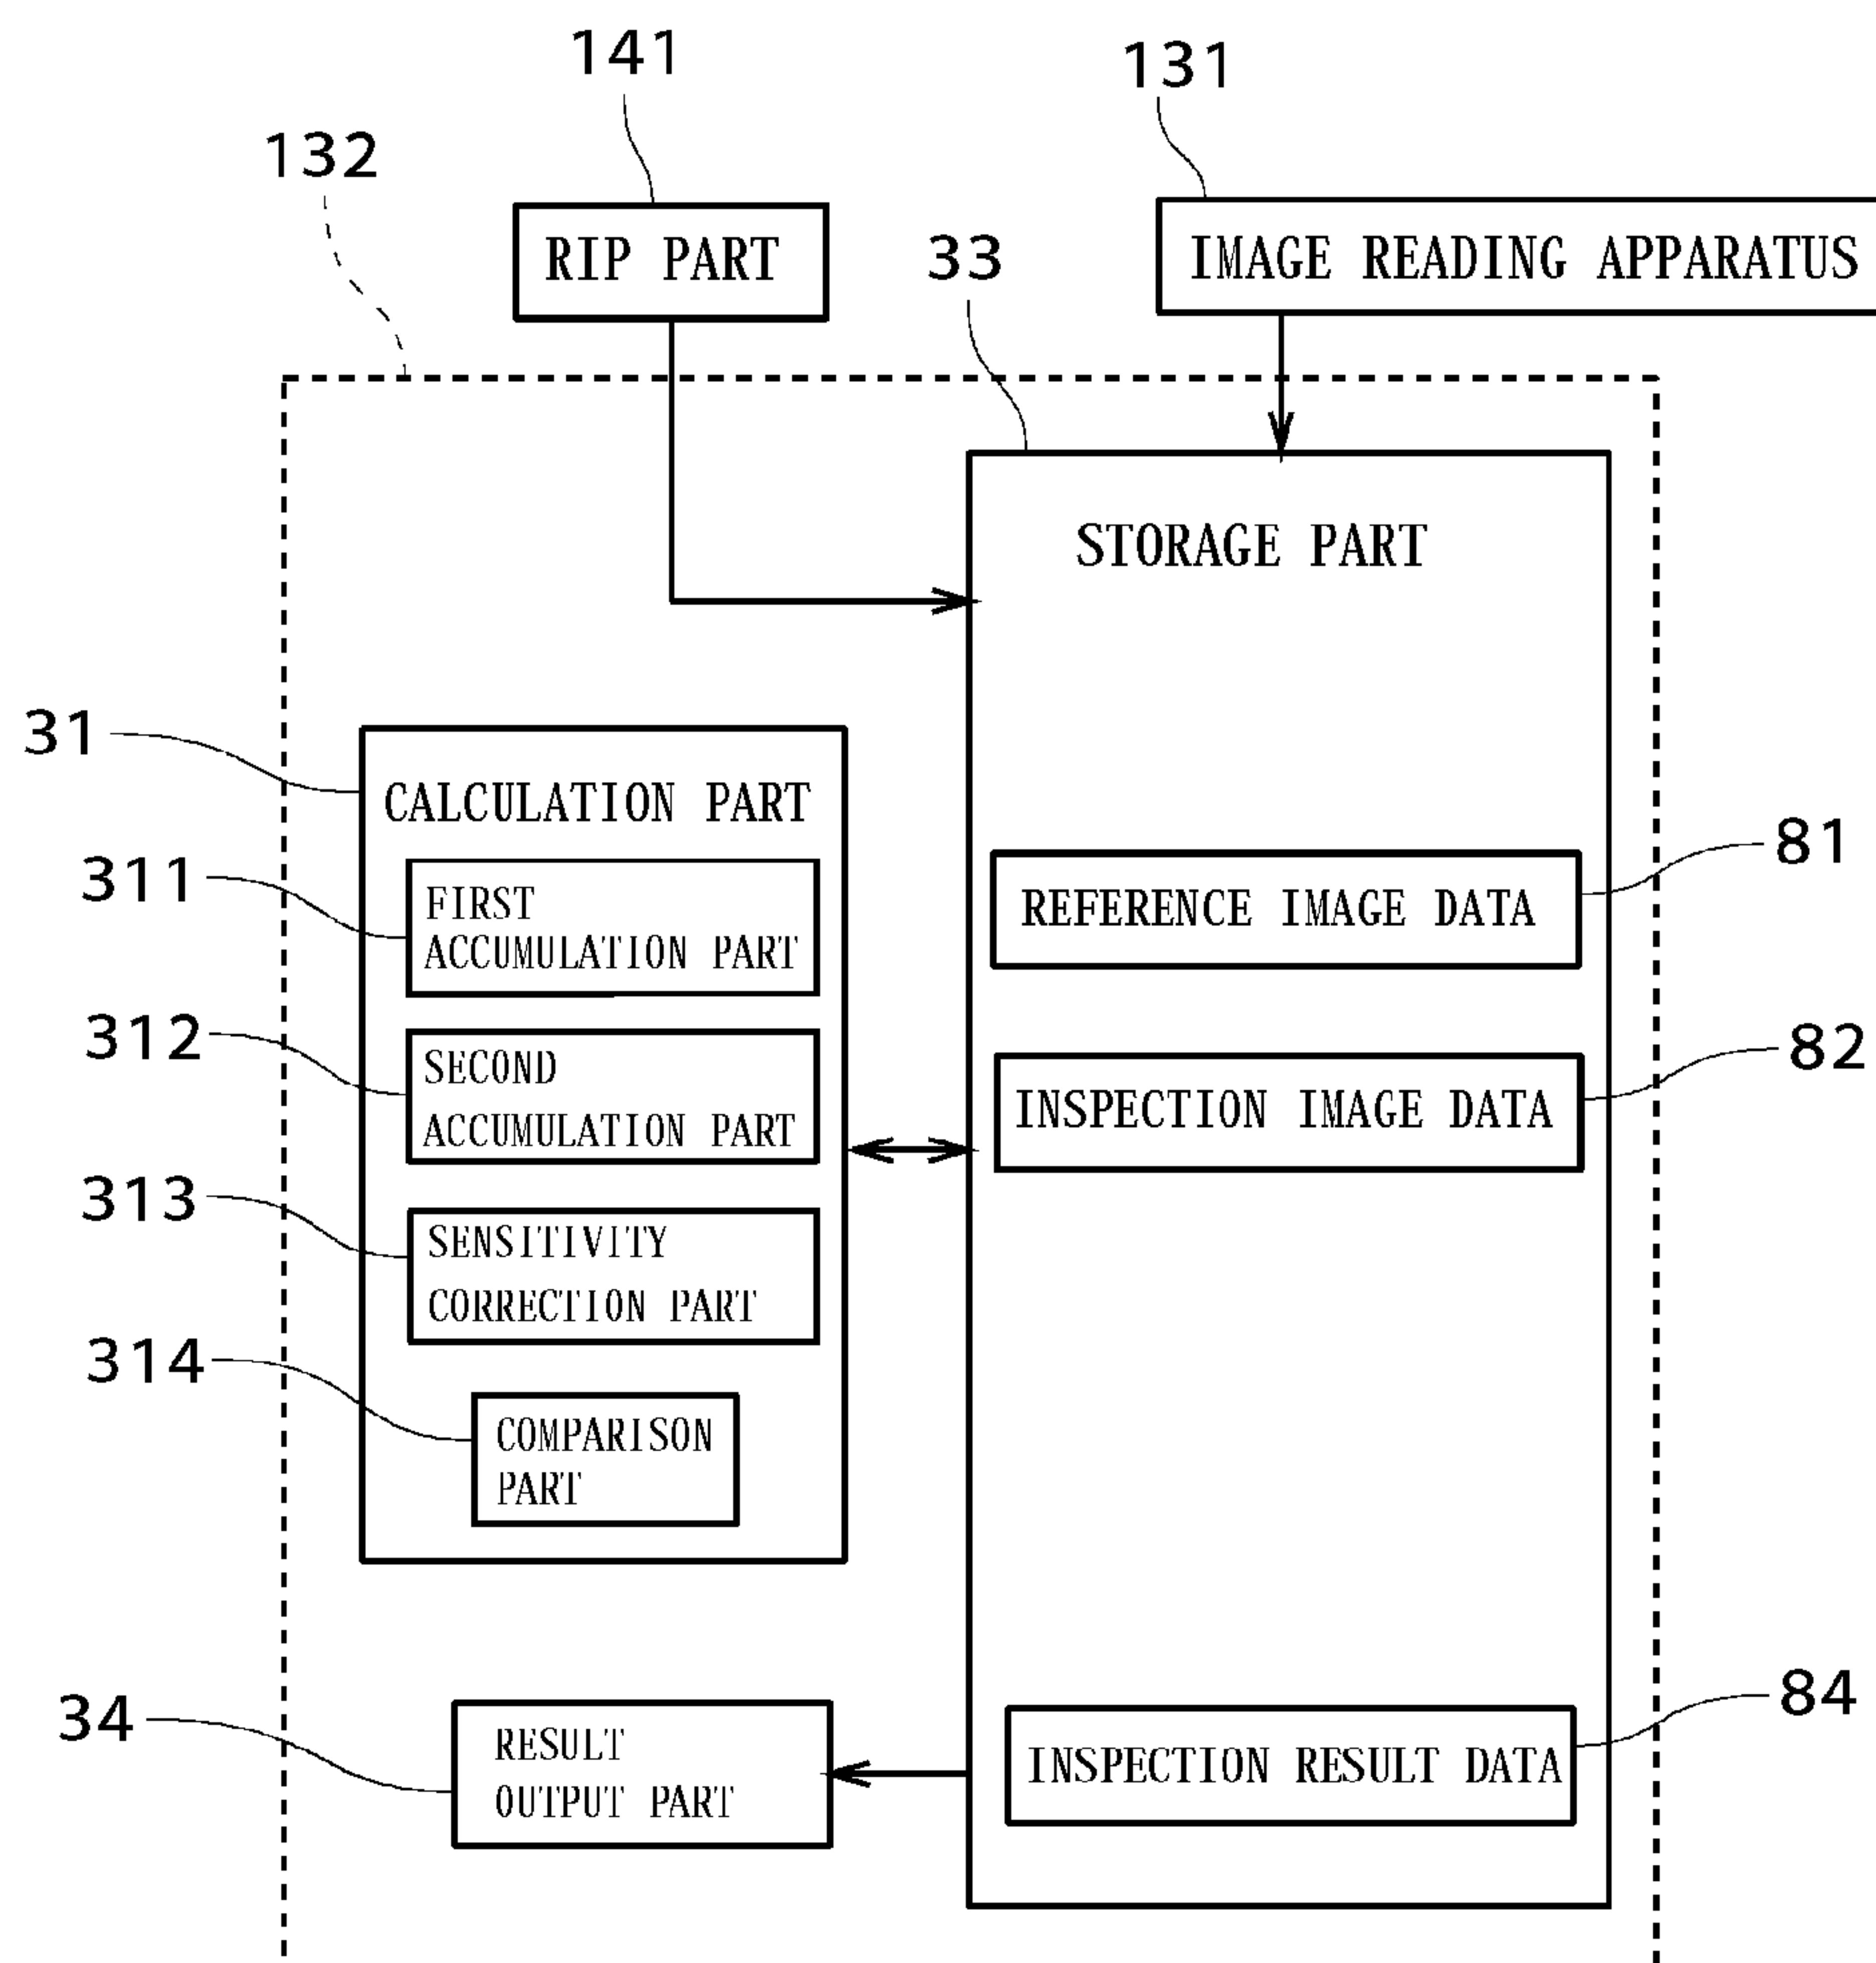 141
131
132
RIP PART
33
IMAGE READING APPARATUS
STORAGE PART
31
CALCULATION PART
81
311
FIRST
ACCUMULATION PART
REFERENCE IMAGE DATA
312
SECOND
ACCUMULATION PART
82
INSPECTION IMAGE DATA
313
SENSITIVITY
CORRECTION PART
314
COMPARISON
PART
84
34
RESULT
OUTPUT PART
INSPECTION RESULT DATA